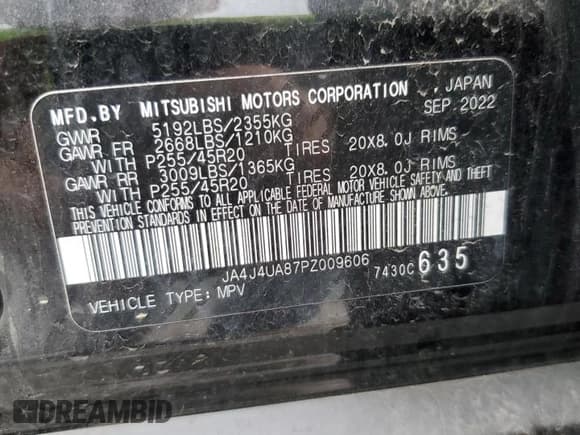 MFD.BY MITSUBISHI MOTORS CORPORATION , JAPAN
SEP. 2022
GVWR 5192LBS/2355KG
GAWR FR 2668LBS/1210KG
WITH P255/45R20 TIRES 20X8.0J RIMS
GAWR RR 3009LBS/1365KG
WITH P255/45R20 TIRES 20X8.0J RIMS
THIS VEHICLE CONFORMS TO ALL APPLICABLE FEDERAL MOTOR VEHICLE SAFETY AND THEFT
PREVENTION STANDARDS IN EFFECT ON THE DATE OF MANUFACTURE SHOWN ABOVE.
JA4J4UA87PZ009606
7430C 635
VEHICLE TYPE: MPV
DREAMBID